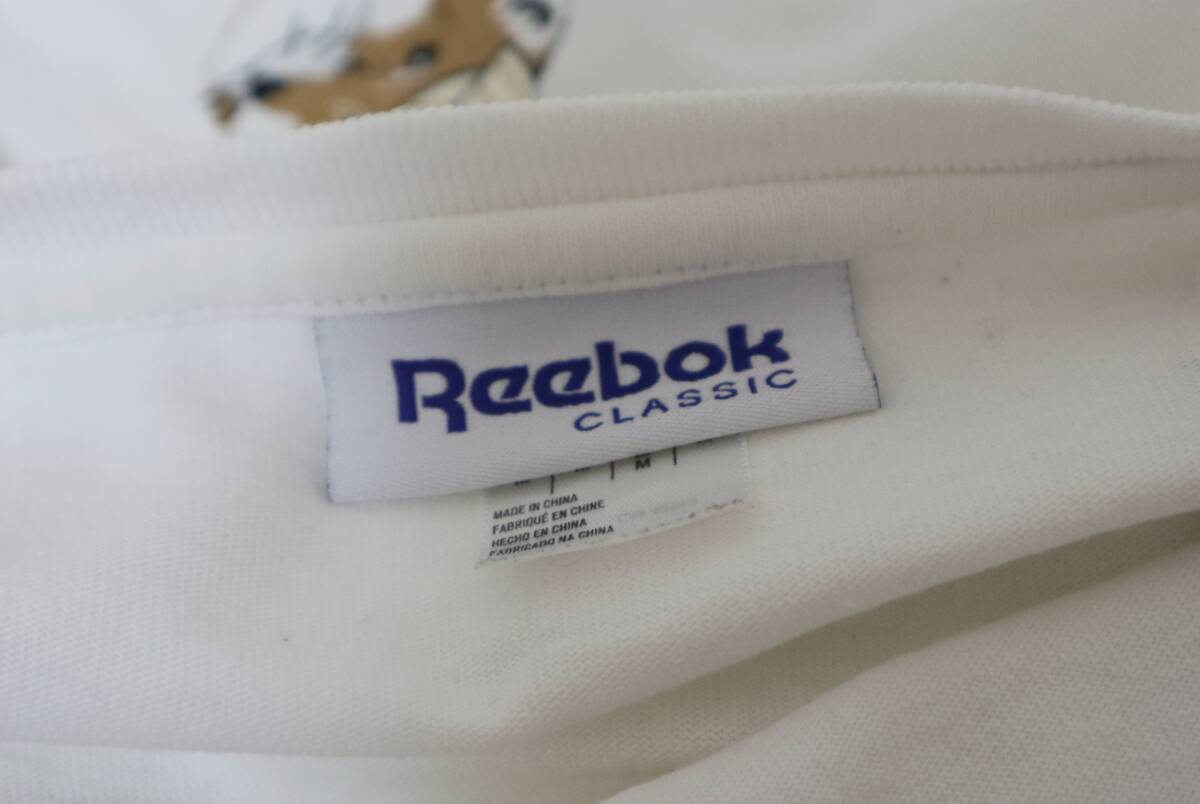 Reebok
CLASSIC
M
MADE IN CHINA
FABRIQUÉ EN CHINE
HECHO EN CHINA
FABRICADO NA CHINA